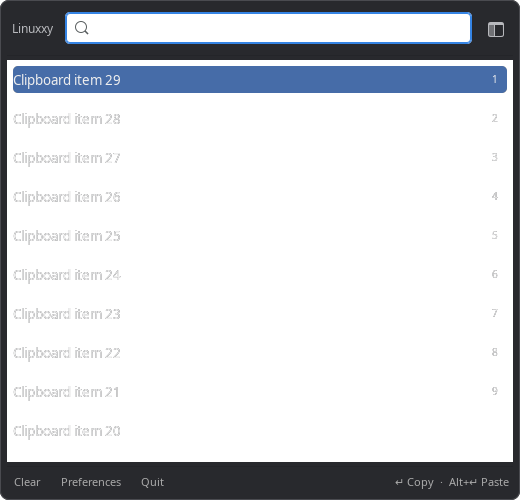 Linuxxy
Clipboard item 29 1
Clipboard item 28 2
Clipboard item 27 3
Clipboard item 26 4
Clipboard item 25 5
Clipboard item 24 6
Clipboard item 23 7
Clipboard item 22 8
Clipboard item 21 9
Clipboard item 20
Clear Preferences Quit ↵ Copy · Alt+↵ Paste